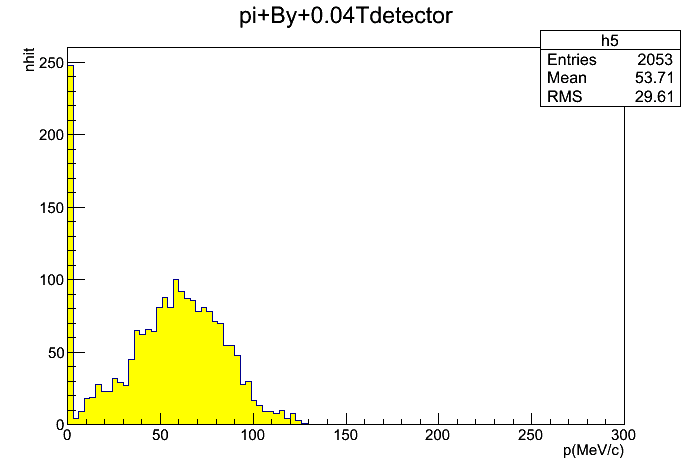 pi+By+0.04Tdetector
h5
Entries 2053
Mean 53.71
RMS 29.61
nhit
250
200
150
100
50
0
0 50 100 150 200 250 300
p(MeV/c)